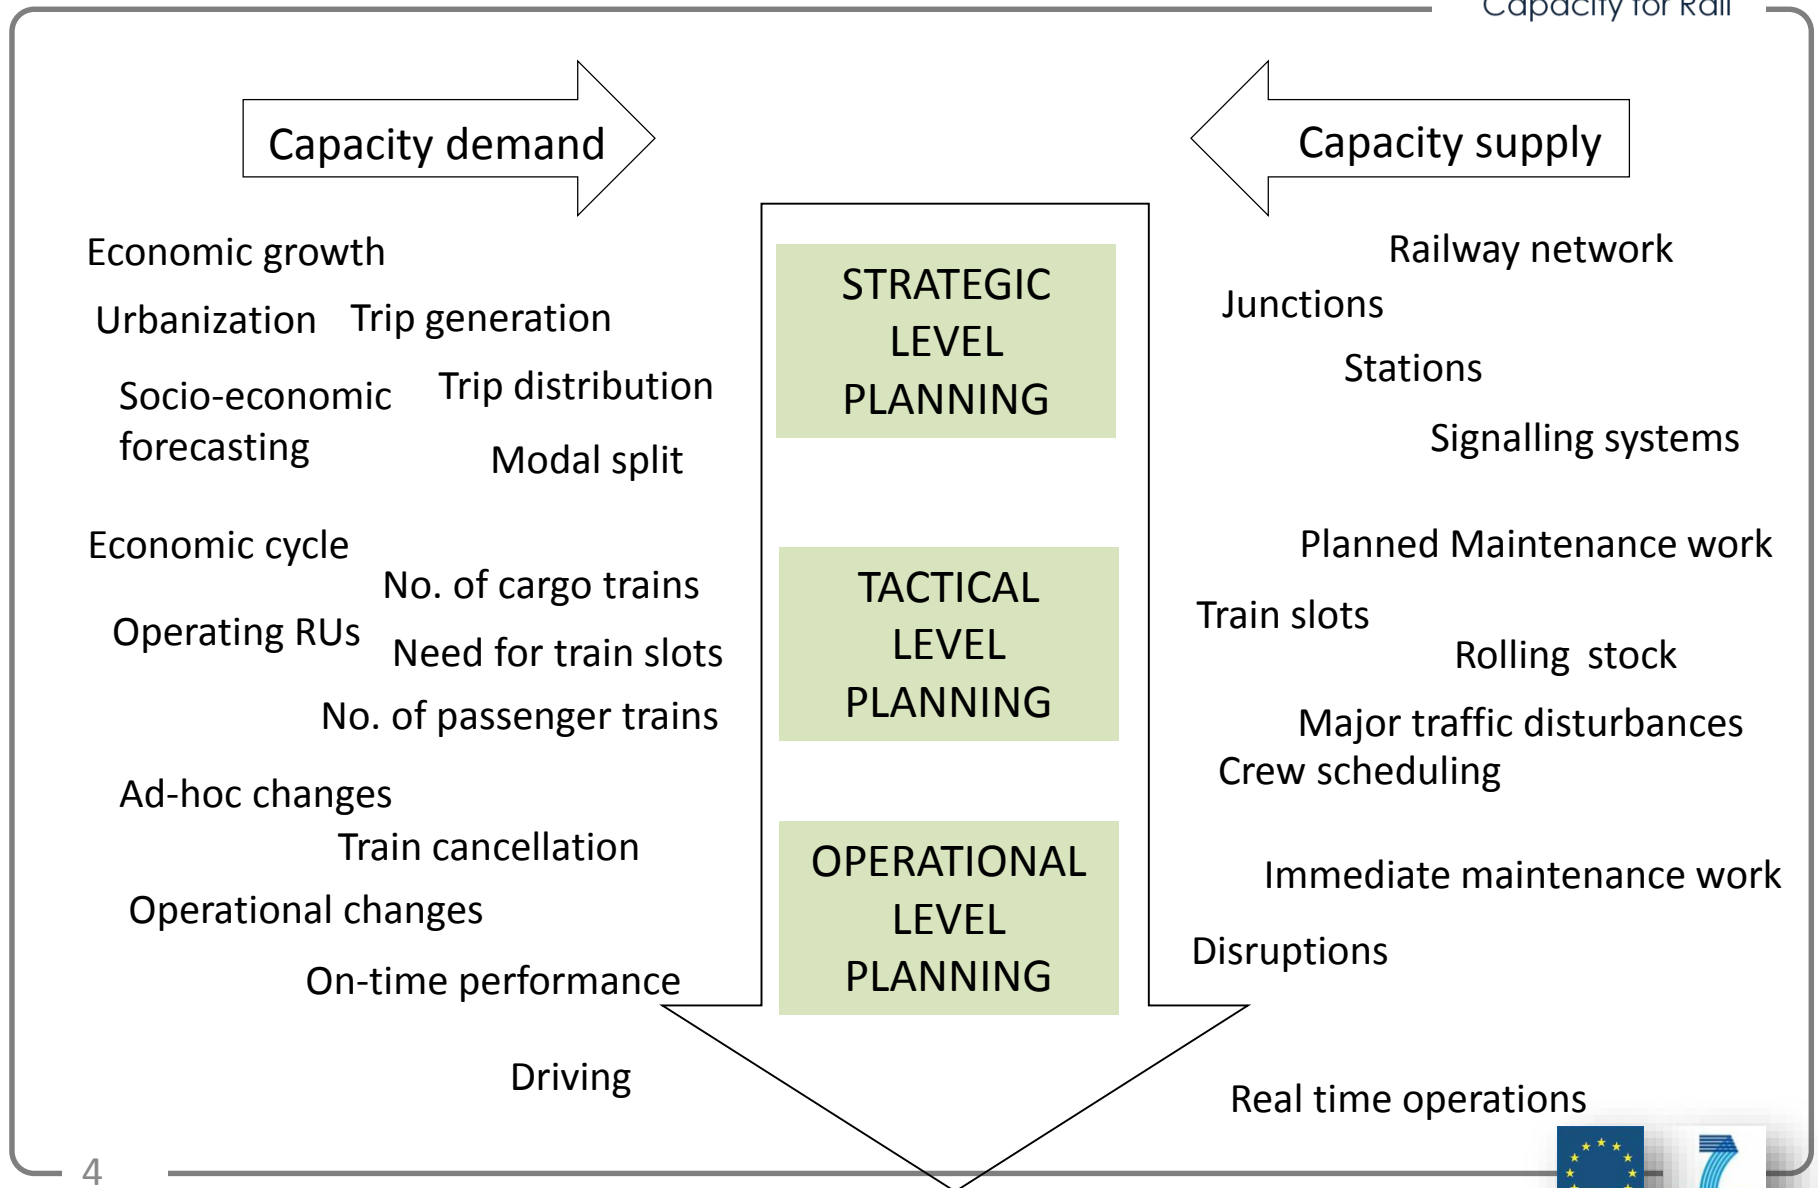 Capacity for Rail
Capacity demand
Capacity supply
Economic growth
Urbanization
Trip generation
Socio-economic
forecasting
Trip distribution
Modal split
STRATEGIC
LEVEL
PLANNING
Railway network
Junctions
Stations
Signalling systems
Economic cycle
No. of cargo trains
Operating RUs
Need for train slots
No. of passenger trains
TACTICAL
LEVEL
PLANNING
Planned Maintenance work
Train slots
Rolling stock
Major traffic disturbances
Crew scheduling
Ad-hoc changes
Train cancellation
Operational changes
On-time performance
Driving
OPERATIONAL
LEVEL
PLANNING
Immediate maintenance work
Disruptions
Real time operations
4
7